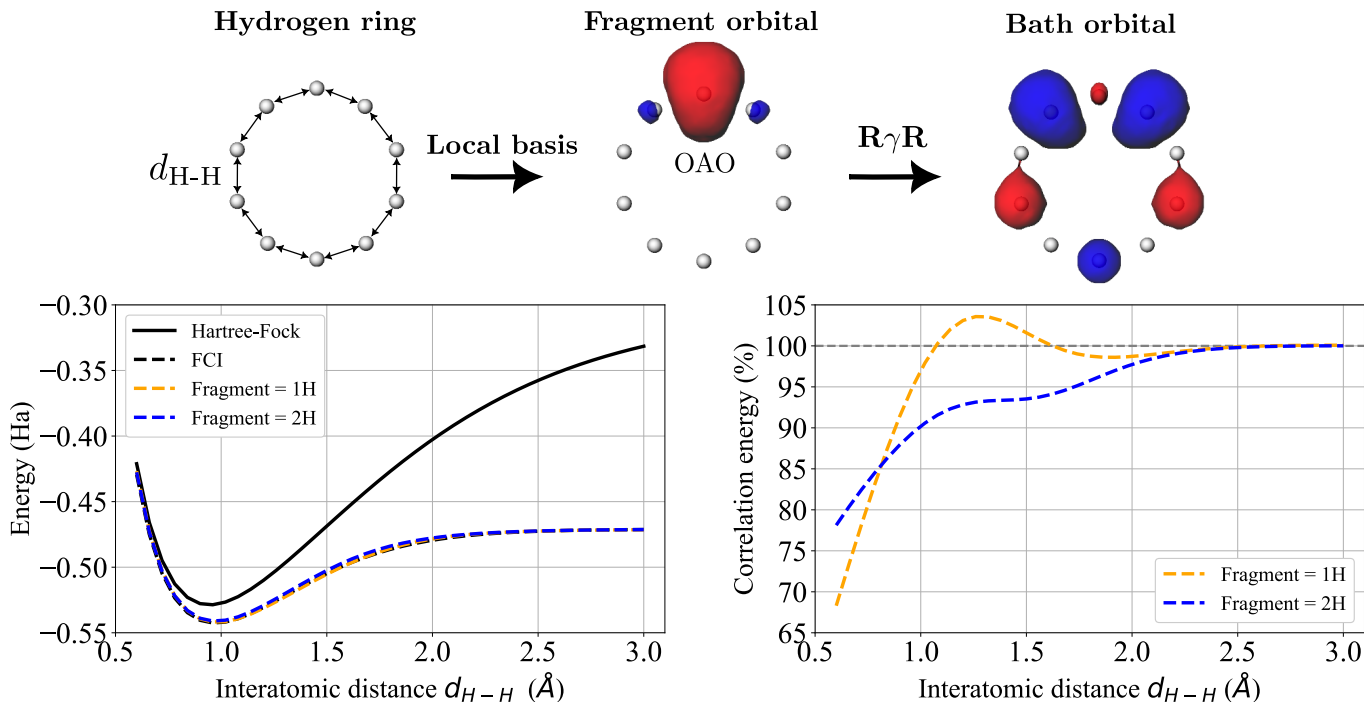 Hydrogen ring
Fragment orbital
Bath orbital
d_H-H
Local basis
OAO
RγR
Energy (Ha)
−0.30
−0.35
−0.40
−0.45
−0.50
−0.55
Hartree-Fock
FCI
Fragment = 1H
Fragment = 2H
0.5 1.0 1.5 2.0 2.5 3.0
Interatomic distance d_H−H (Å)
Correlation energy (%)
105
100
95
90
85
80
75
70
65
Fragment = 1H
Fragment = 2H
0.5 1.0 1.5 2.0 2.5 3.0
Interatomic distance d_H−H (Å)